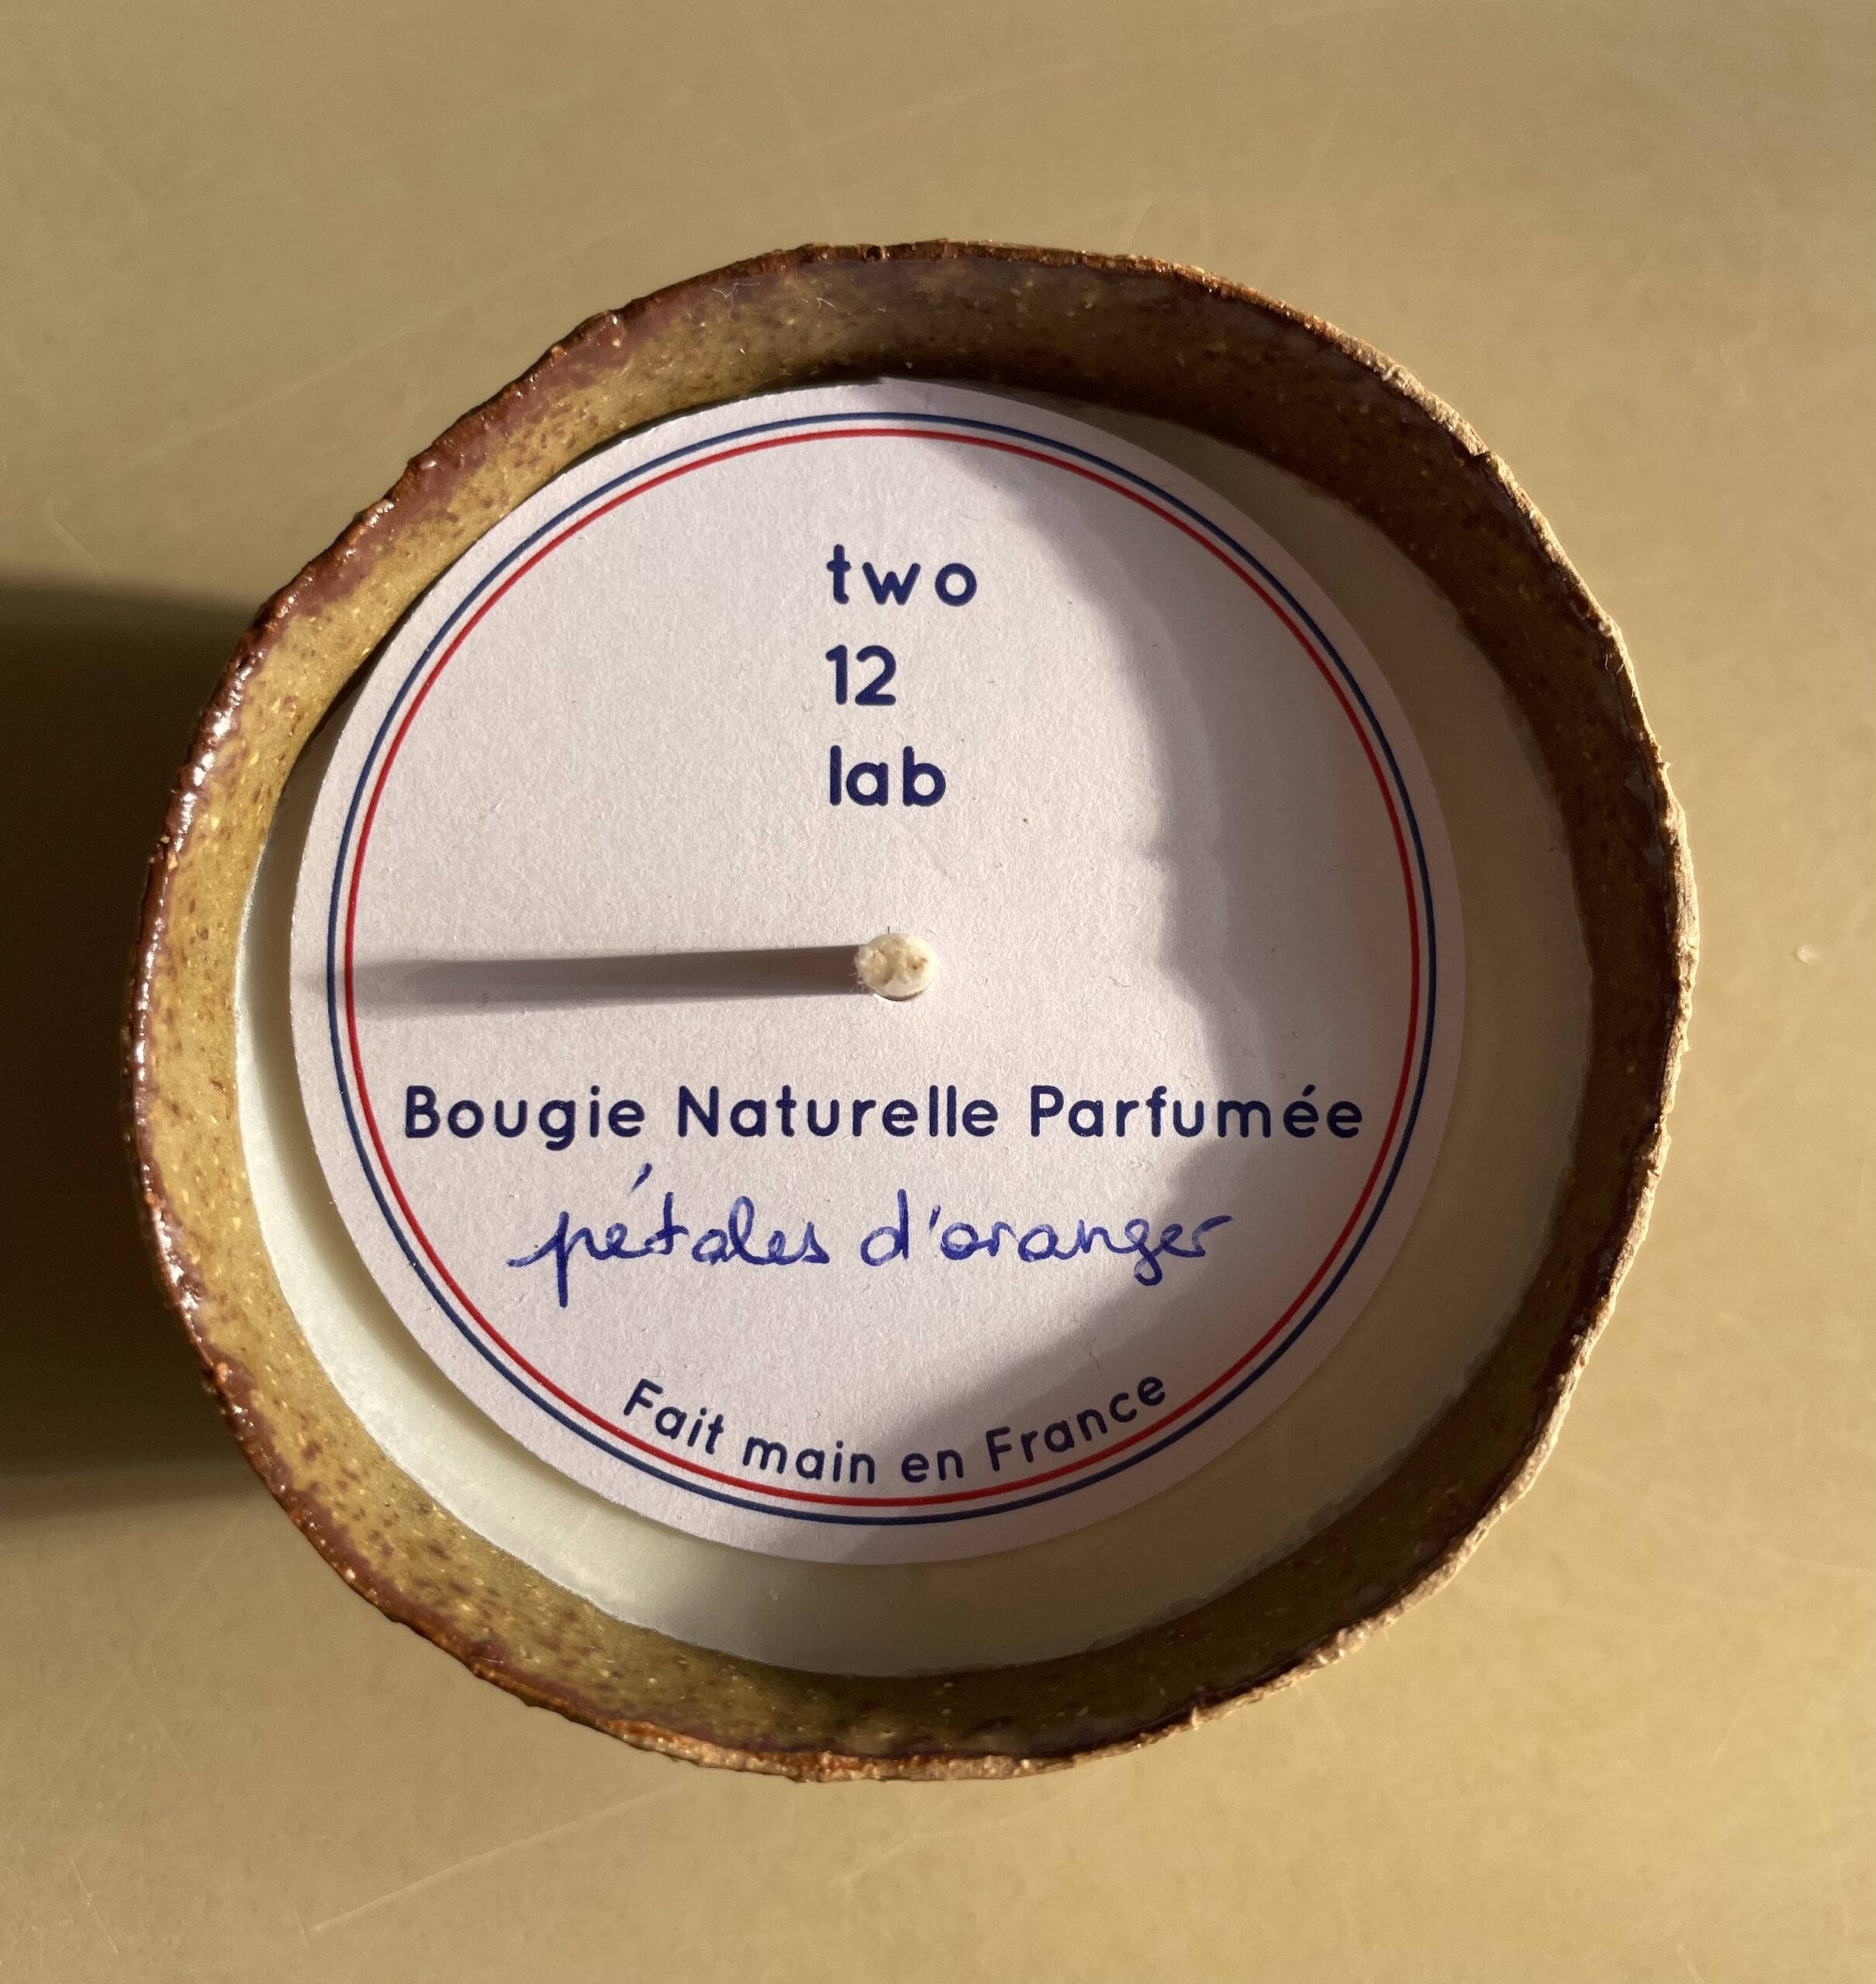 two
12
lab
Bougie Naturelle Parfumée
pétales d'oranger
Fait main en France